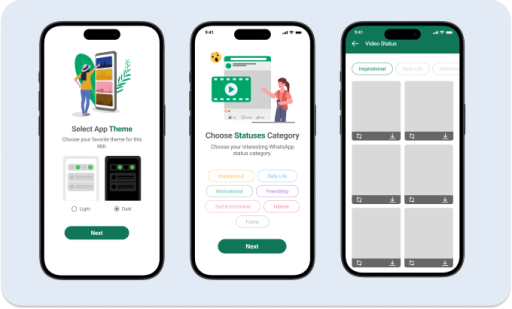 9:41
Select App Theme
Choose your favorite theme for this
app
Light
Dark
Next
9:41
Choose Statuses Category
Choose your interesting WhatsApp
status category.
Inspirational
Daily Life
Motivational
Friendship
Sad & emotional
Islamic
Funny
Next
9:41
Video Status
Inspirational
Daily Life